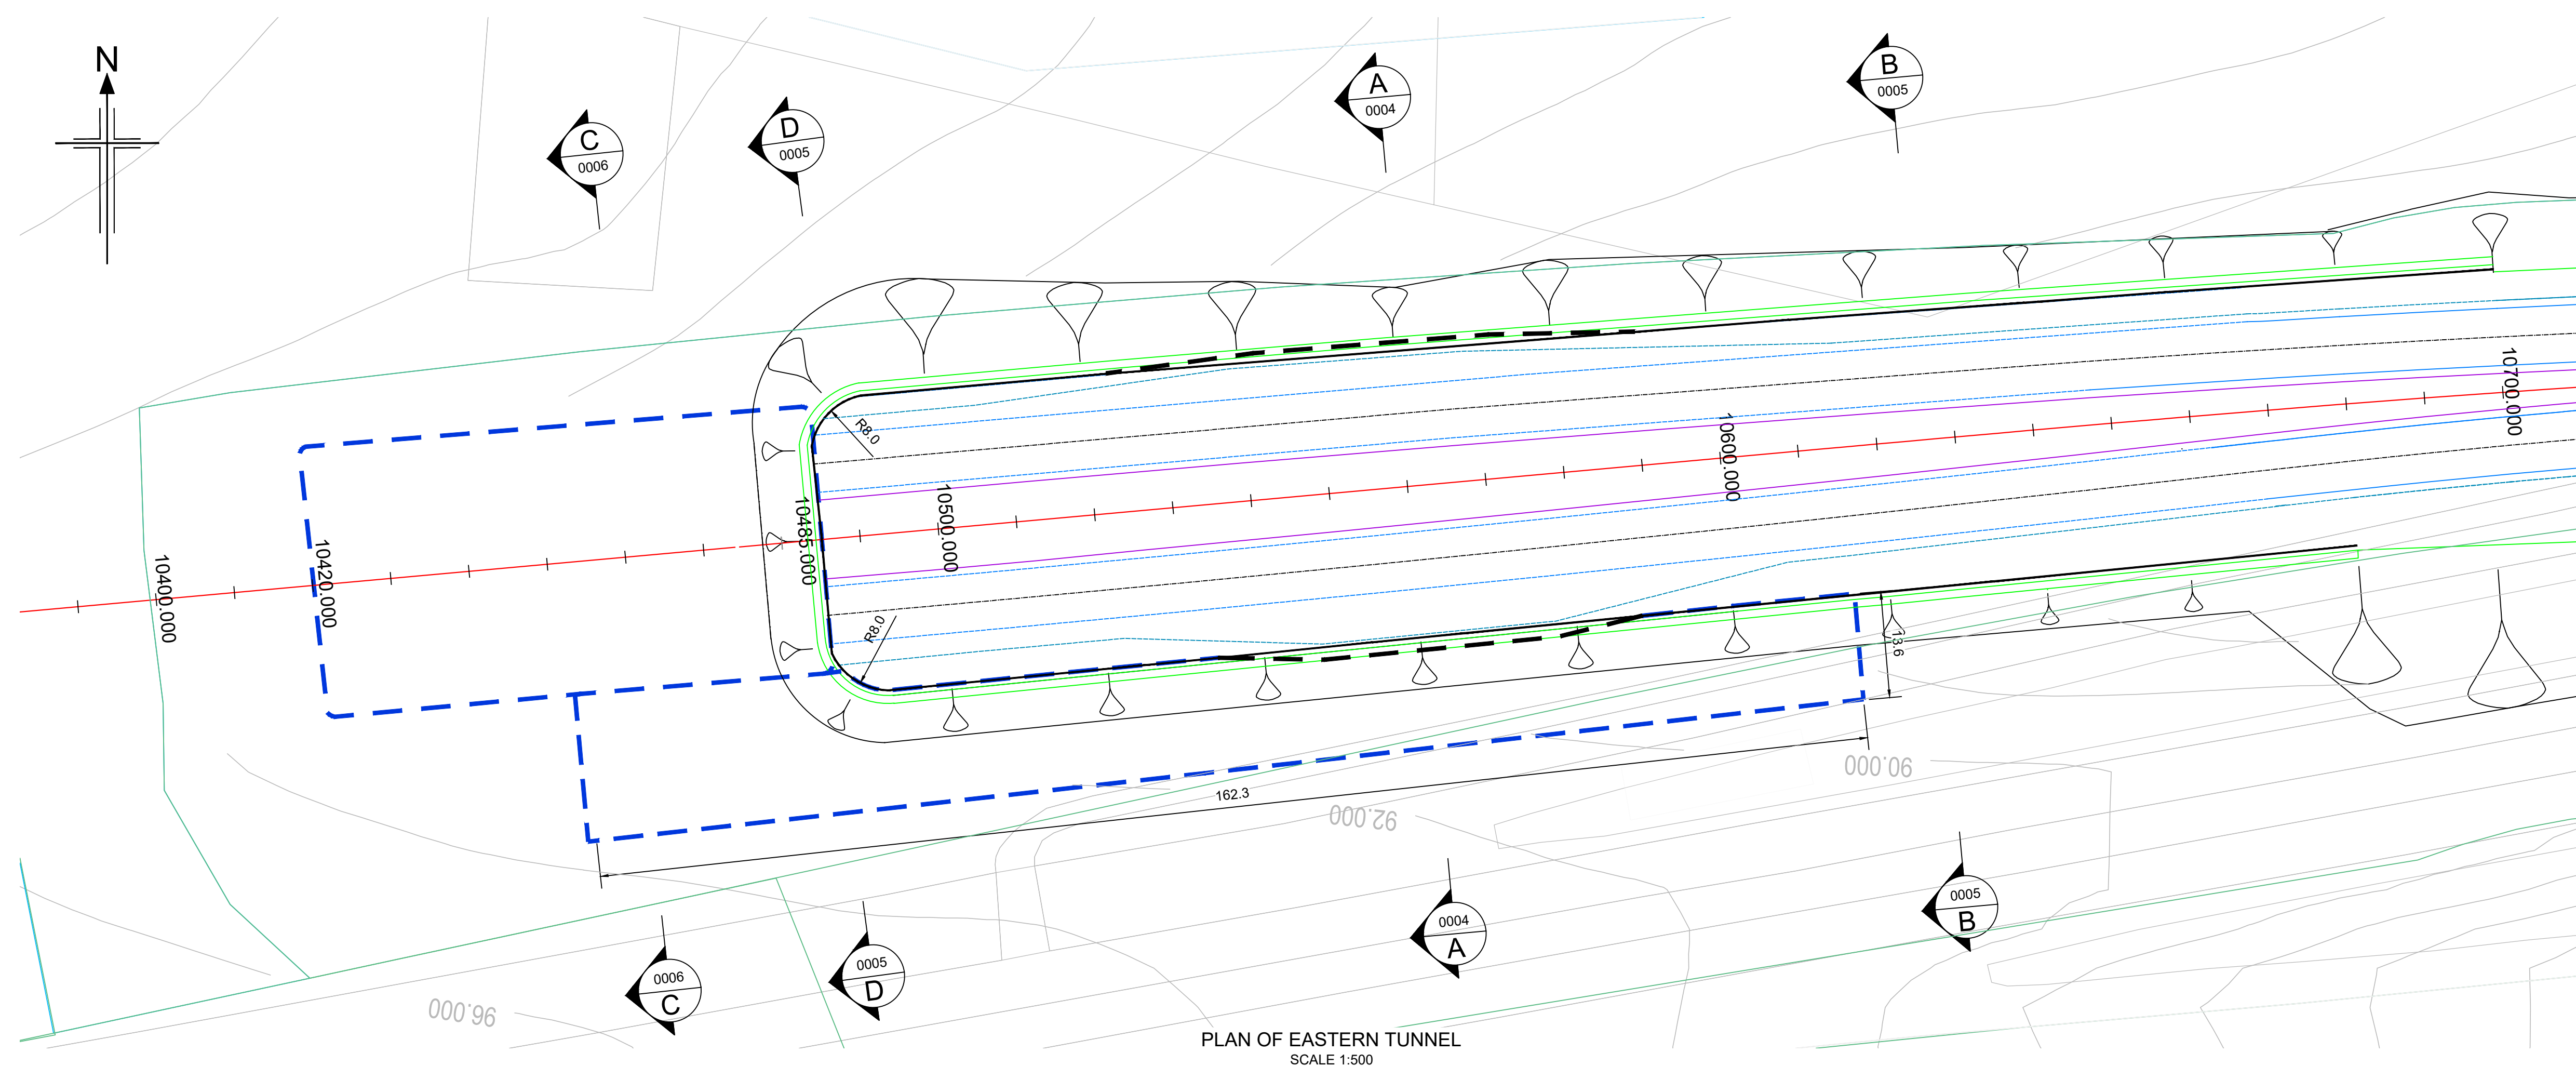 N
C
0006
D
0005
A
0004
B
0005
R8.0
10400.000
10420.000
10485.000
10500.000
10600.000
10700.000
R8.0
13.6
162.3
90.000
92.000
96.000
0006
C
0005
D
0004
A
0005
B
PLAN OF EASTERN TUNNEL
SCALE 1:500